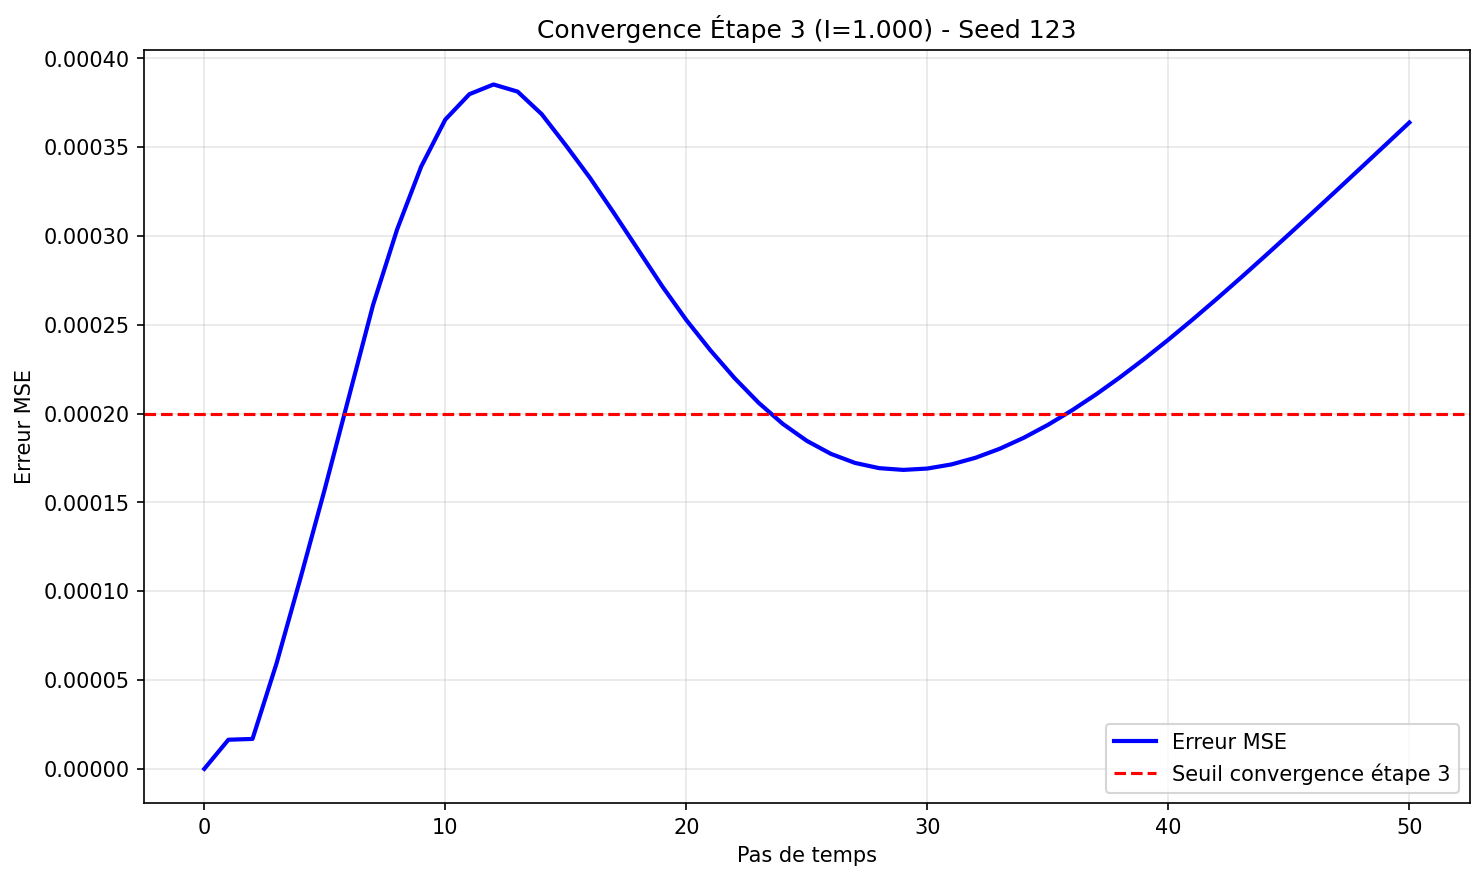 Convergence Étape 3 (I=1.000) - Seed 123
Erreur MSE
0.00040
0.00035
0.00030
0.00025
0.00020
0.00015
0.00010
0.00005
0.00000
0 10 20 30 40 50
Pas de temps
Erreur MSE
Seuil convergence étape 3